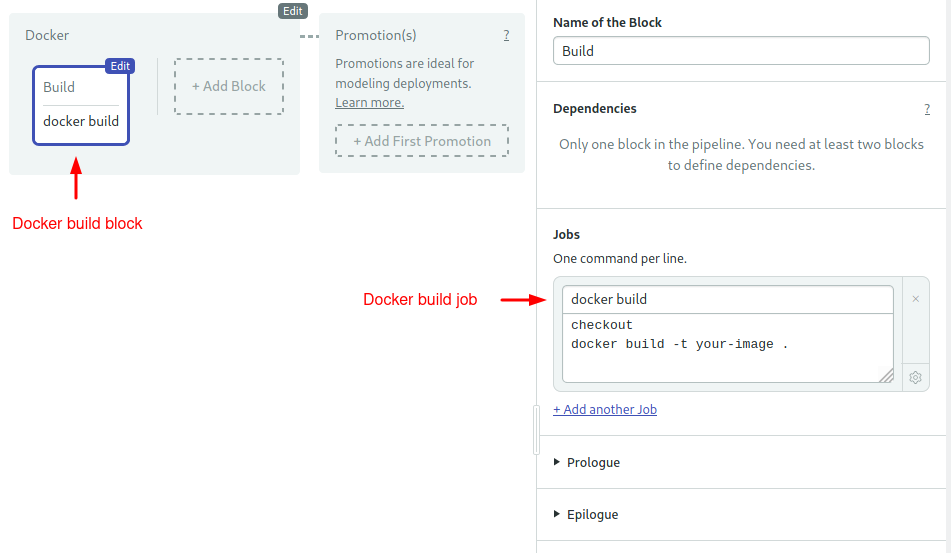 Edit
Docker
Edit
Build
docker build
+ Add Block
Docker build block
Promotion(s)
?
Promotions are ideal for
modeling deployments.
Learn more.
+ Add First Promotion
Name of the Block
Build
Dependencies
?
Only one block in the pipeline. You need at least two blocks
to define dependencies.
Jobs
One command per line.
Docker build job
docker build
×
checkout
docker build -t your-image .
+ Add another Job
Prologue
Epilogue